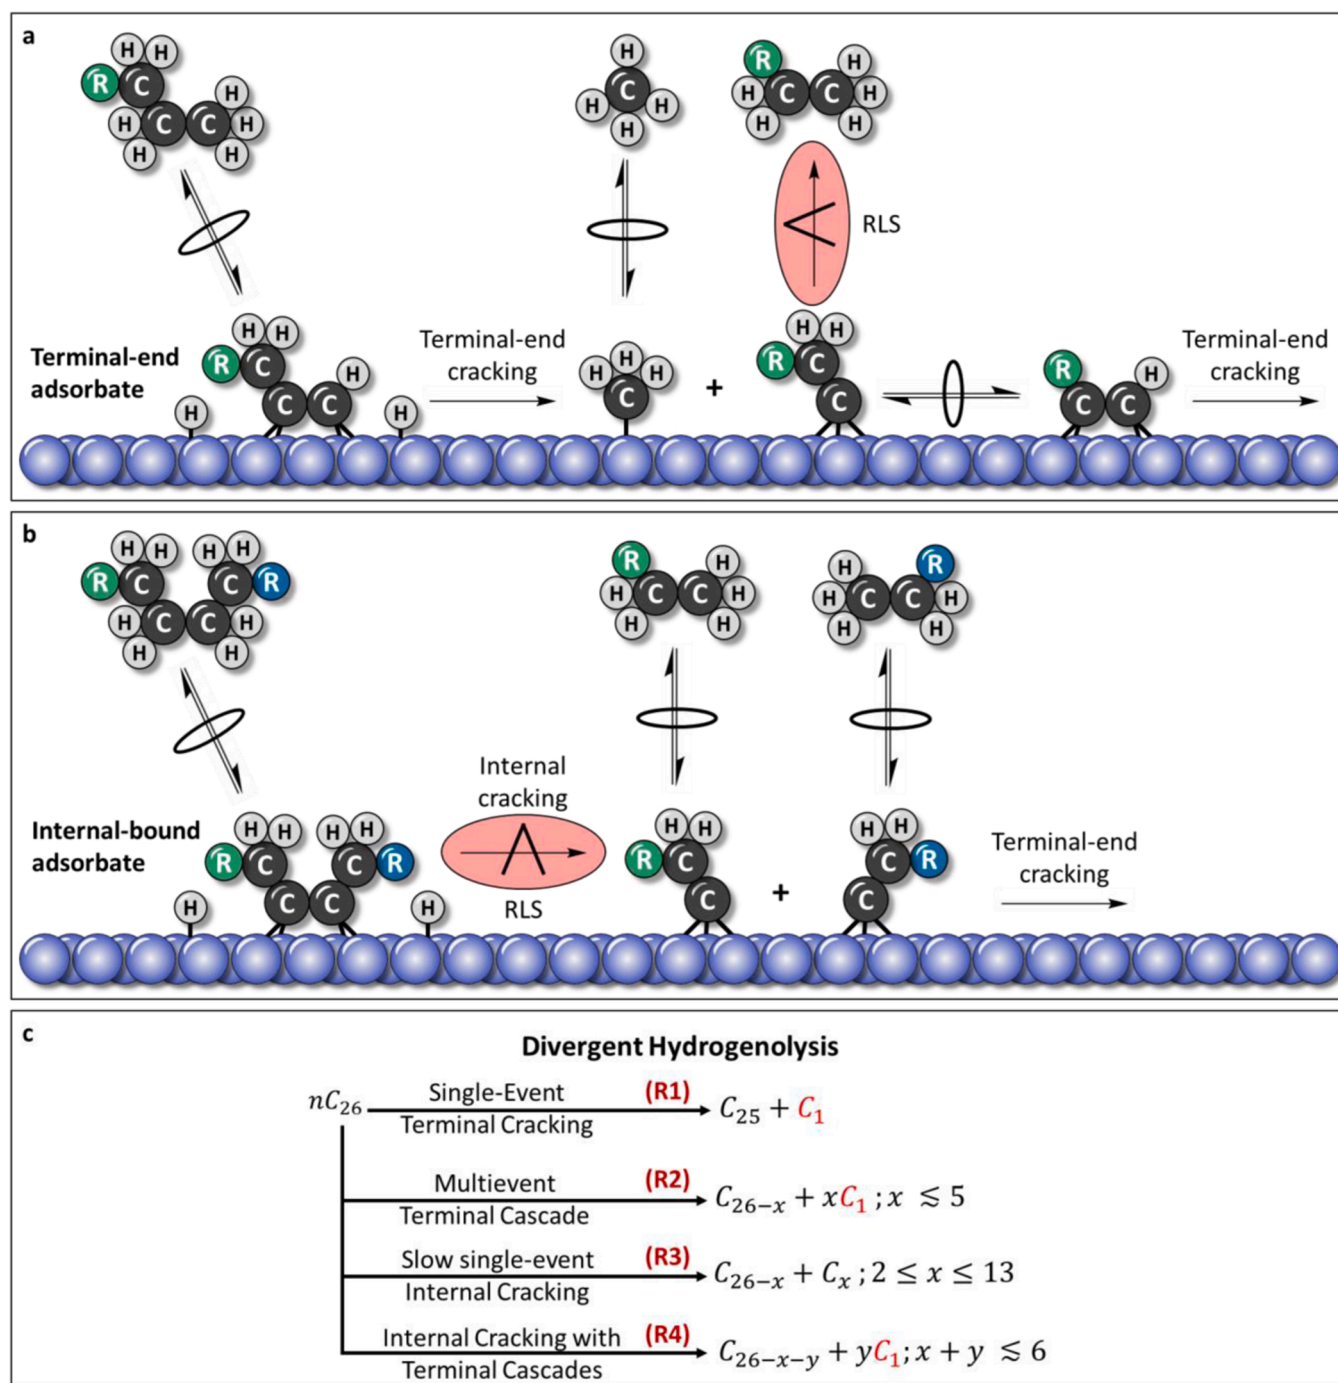 a
H H
R C H
H C C H
H H
H
H C H
H
R H
H C C H
H H
RLS
Terminal-end
adsorbate
H H
R C H
H C C H
Terminal-end
cracking
H
H H
C
+
H H
R C
C
R H
C C
Terminal-end
cracking
b
H H H H
R C C R
H C C H
H H
R H
H C C H
H H
H R
H C C H
H H
Internal
cracking
RLS
Internal-bound
adsorbate
H H H H
R C C R
H C C H
H H
R C
C
+
H H
C R
C
Terminal-end
cracking
c
Divergent Hydrogenolysis
nC₂₆ Single-Event (R1) C₂₅ + C₁
Terminal Cracking
Multievent (R2) C₂₆₋ₓ + xC₁ ; x ≲ 5
Terminal Cascade
Slow single-event (R3) C₂₆₋ₓ + Cₓ ; 2 ≤ x ≤ 13
Internal Cracking
Internal Cracking with (R4) C_{26−x−y} + yC₁; x + y ≲ 6
Terminal Cascades